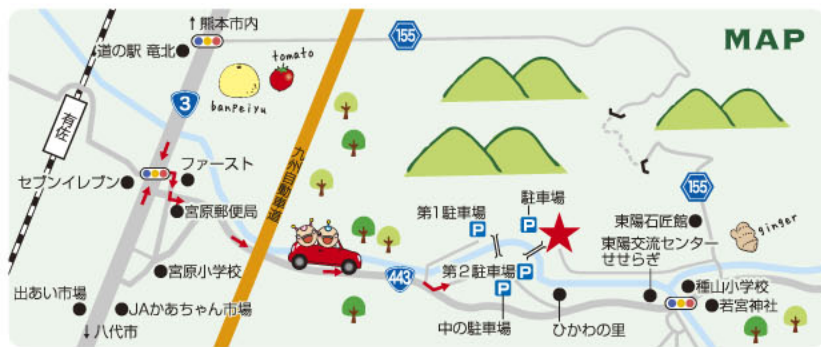 ↑熊本市内
道の駅 竜北
155
MAP
tomato
banpeiyu
3
有佐
九州自動車道
ファースト
セブンイレブン
宮原郵便局
155
第1駐車場
駐車場
P
P
東陽石匠館
ginger
東陽交流センター
せせらぎ
宮原小学校
443
第2駐車場
P
P
種山小学校
若宮神社
出あい市場
JAかあちゃん市場
中の駐車場
ひかわの里
↓八代市